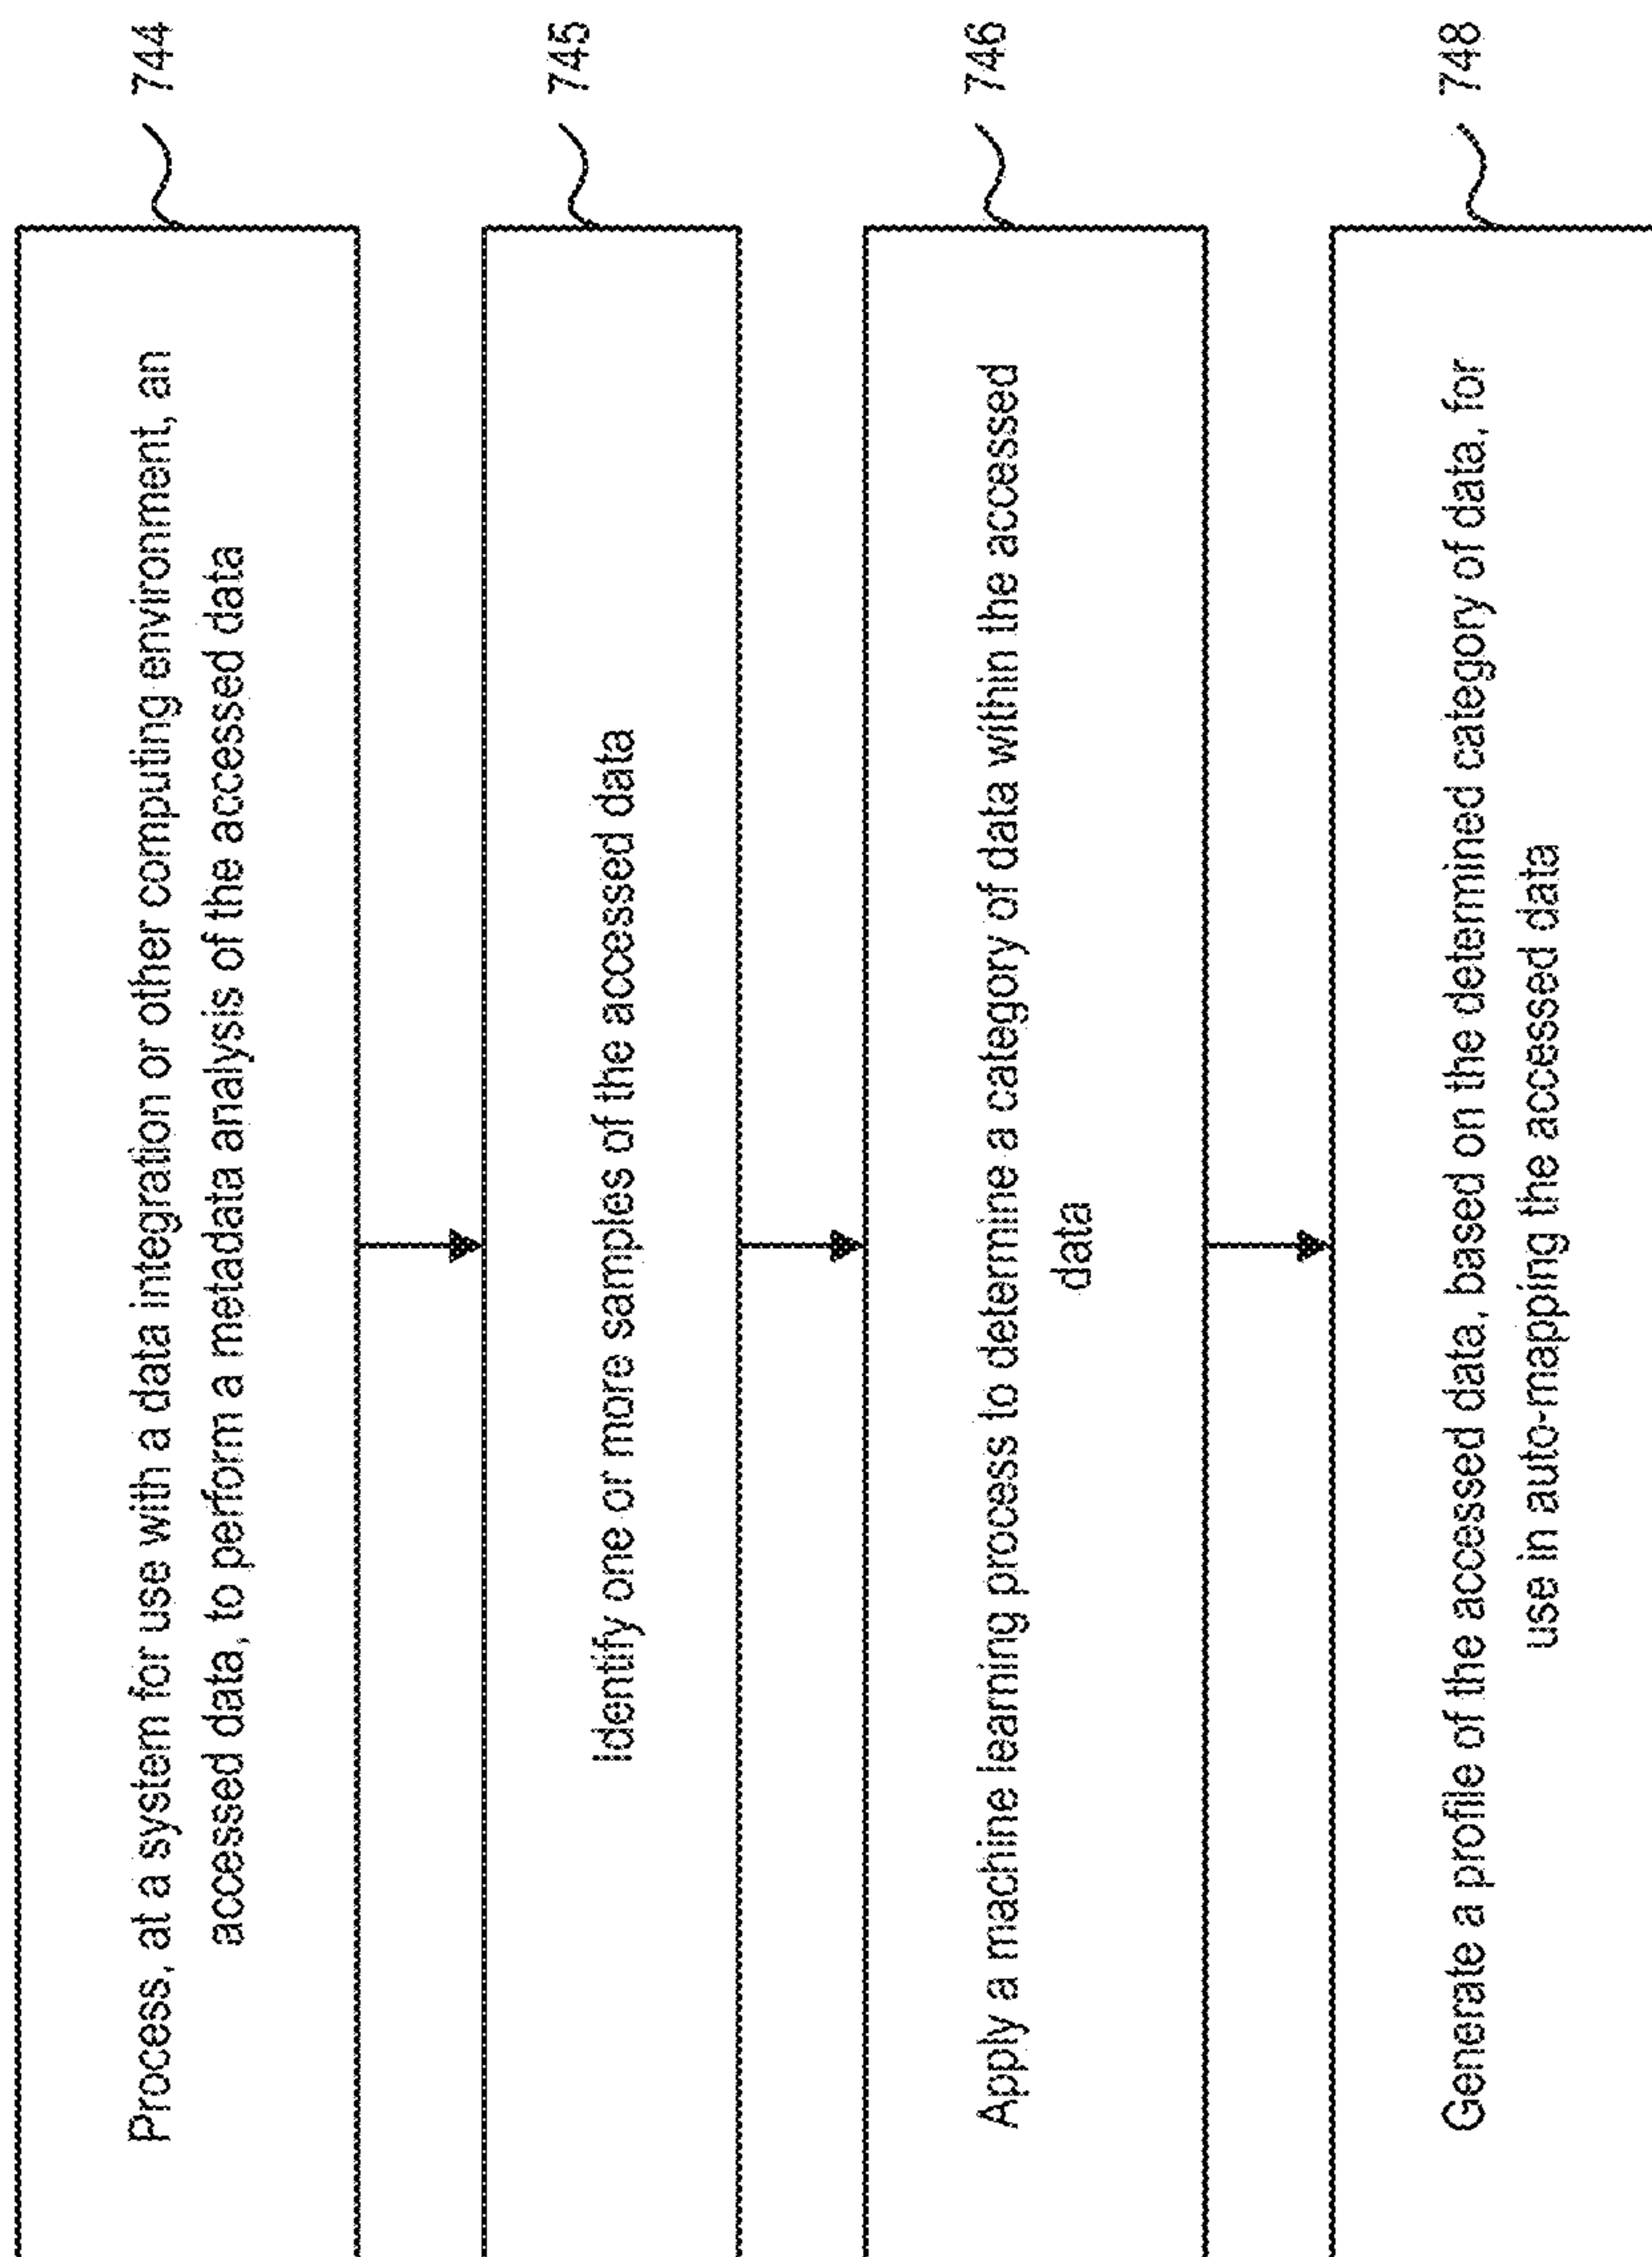 Process, at a system for use with a data integration or other computing environment, an
accessed data, to perform a metadata analysis of the accessed data
744
Identify one or more samples of the accessed data
745
Apply a machine learning process to determine a category of data within the accessed
data
746
Generate a profile of the accessed data, based on the determined category of data, for
use in auto-mapping the accessed data
748